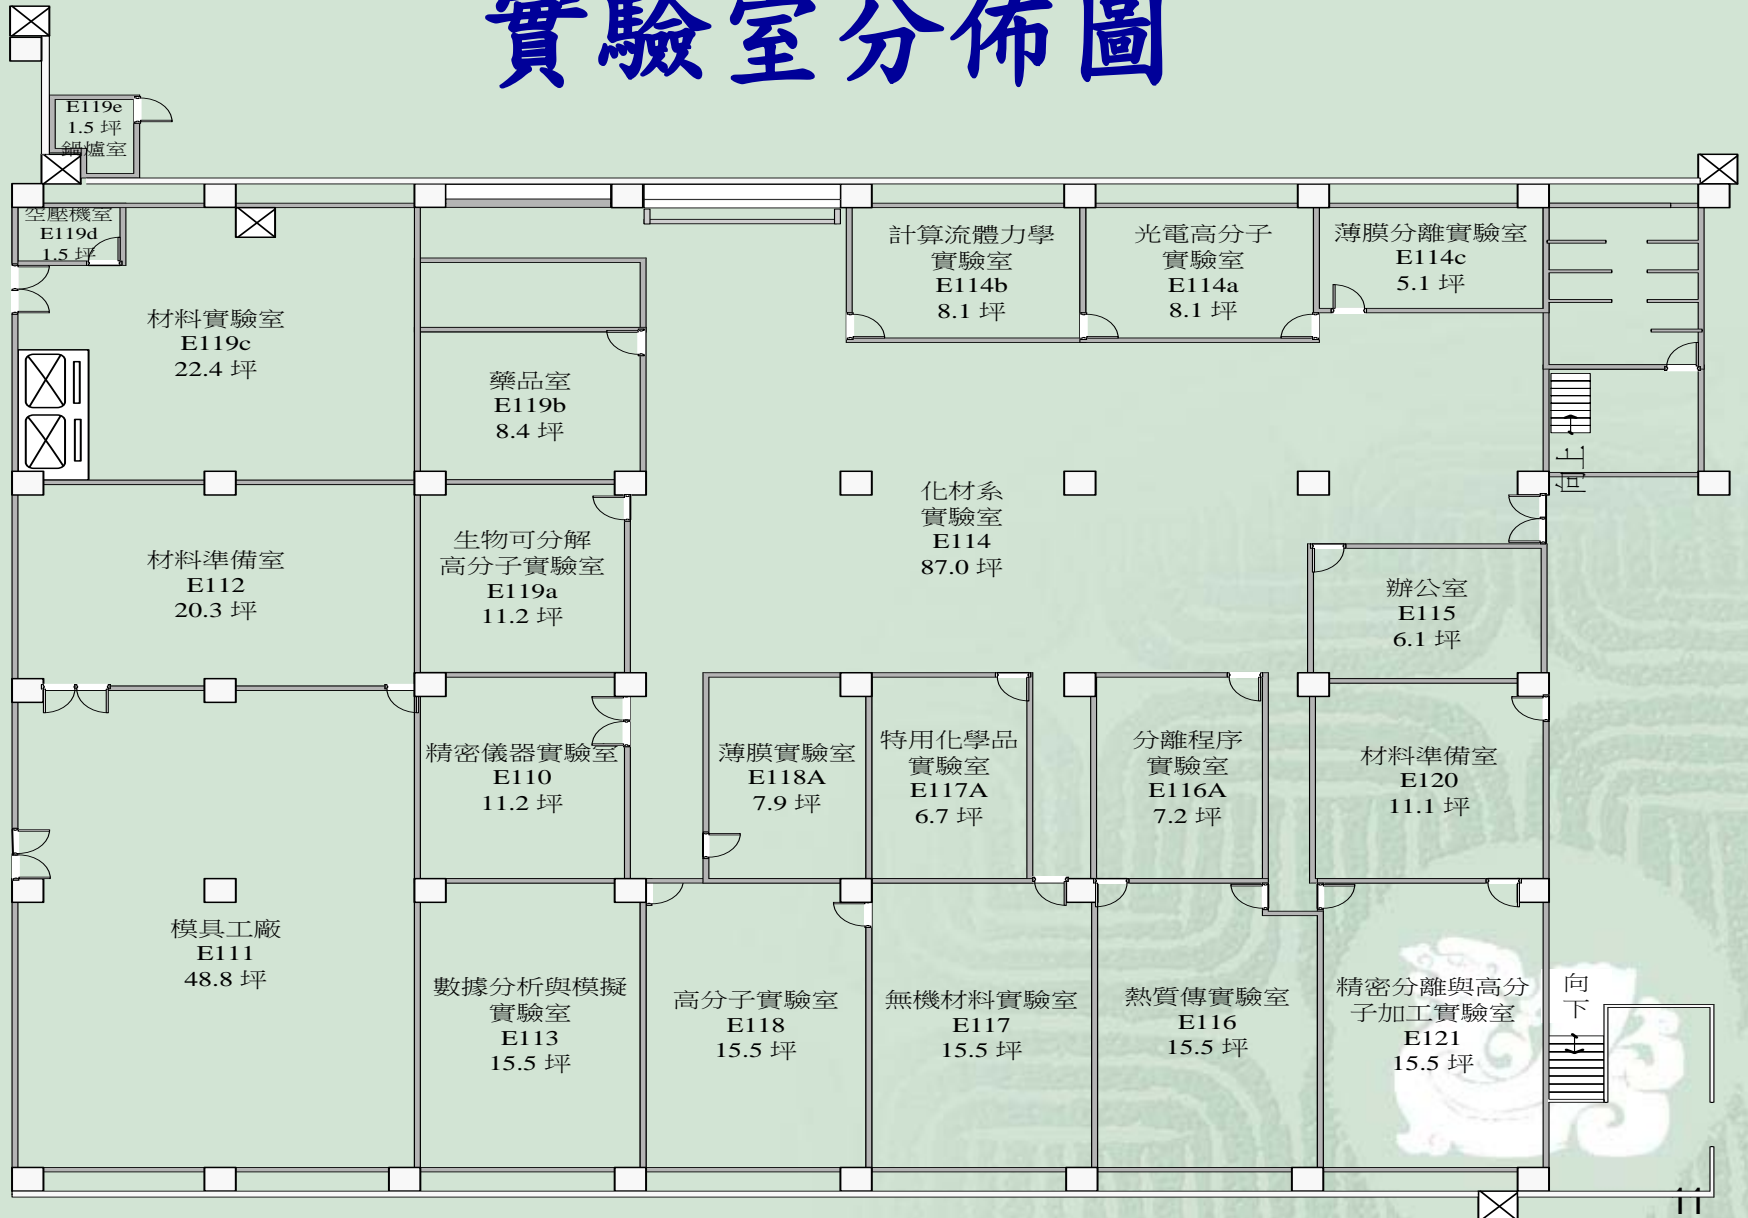 實驗室分佈圖
E119e
1.5 坪
鍋爐室
空壓機室
E119d
1.5 坪
材料實驗室
E119c
22.4 坪
藥品室
E119b
8.4 坪
計算流體力學
實驗室
E114b
8.1 坪
光電高分子
實驗室
E114a
8.1 坪
薄膜分離實驗室
E114c
5.1 坪
向上
材料準備室
E112
20.3 坪
生物可分解
高分子實驗室
E119a
11.2 坪
化材系
實驗室
E114
87.0 坪
辦公室
E115
6.1 坪
精密儀器實驗室
E110
11.2 坪
薄膜實驗室
E118A
7.9 坪
特用化學品
實驗室
E117A
6.7 坪
分離程序
實驗室
E116A
7.2 坪
材料準備室
E120
11.1 坪
模具工廠
E111
48.8 坪
數據分析與模擬
實驗室
E113
15.5 坪
高分子實驗室
E118
15.5 坪
無機材料實驗室
E117
15.5 坪
熱質傳實驗室
E116
15.5 坪
精密分離與高分
子加工實驗室
E121
15.5 坪
向
下
11